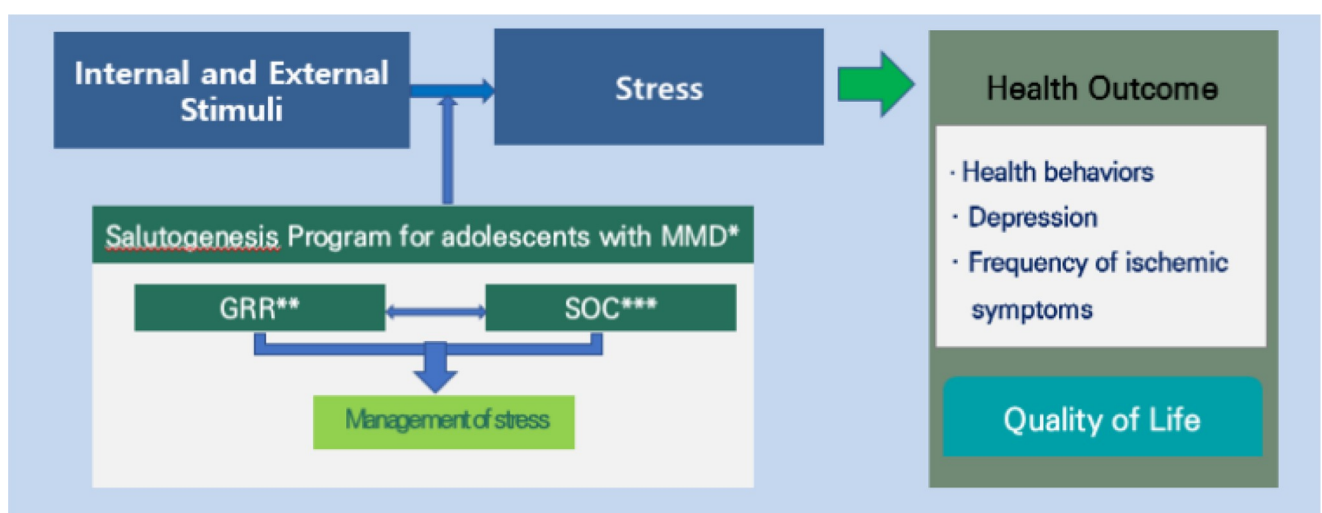 Internal and External
Stimuli
Stress
Health Outcome
· Health behaviors
· Depression
· Frequency of ischemic
symptoms
Quality of Life
Salutogenesis Program for adolescents with MMD*
GRR**
SOC***
Management of stress